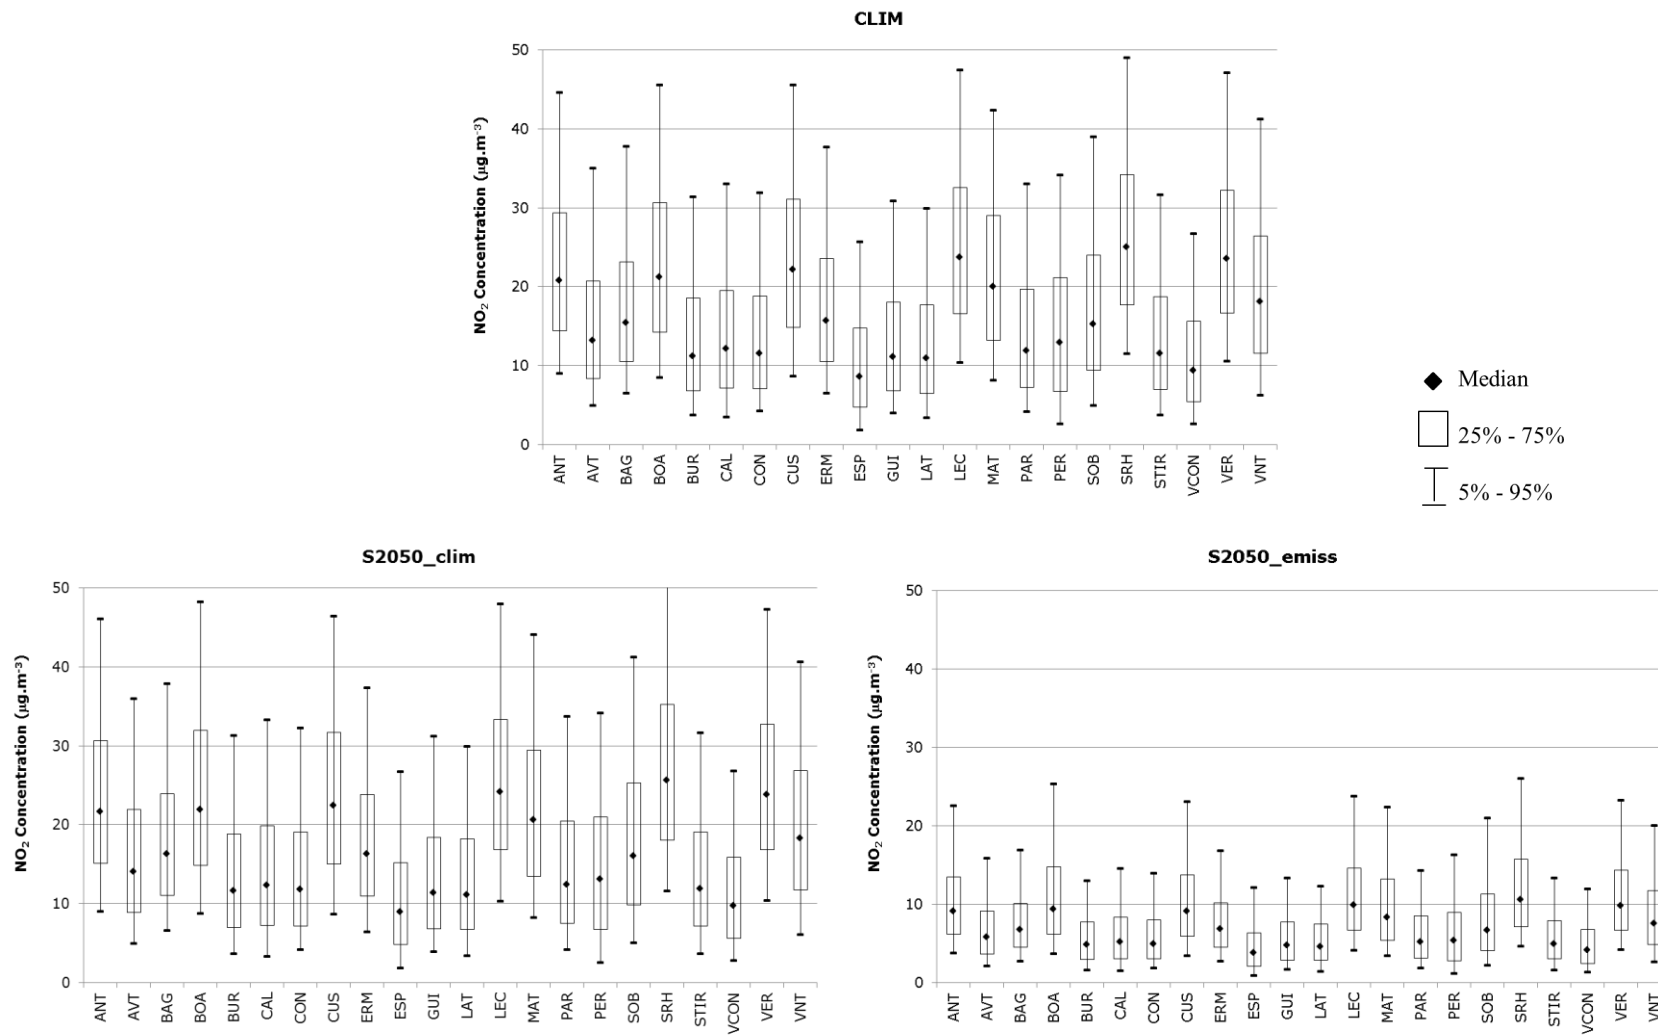 CLIM
NO₂ Concentration (µg.m⁻³)
50
40
30
20
10
0
ANT AVT BAG BOA BUR CAL CON CUS ERM ESP GUI LAT LEC MAT PAR PER SOB SRH STIR VCON VER VNT
Median
25% - 75%
5% - 95%
S2050_clim
NO₂ Concentration (µg.m⁻³)
50
40
30
20
10
0
ANT AVT BAG BOA BUR CAL CON CUS ERM ESP GUI LAT LEC MAT PAR PER SOB SRH STIR VCON VER VNT
S2050_emiss
NO₂ Concentration (µg.m⁻³)
50
40
30
20
10
0
ANT AVT BAG BOA BUR CAL CON CUS ERM ESP GUI LAT LEC MAT PAR PER SOB SRH STIR VCON VER VNT